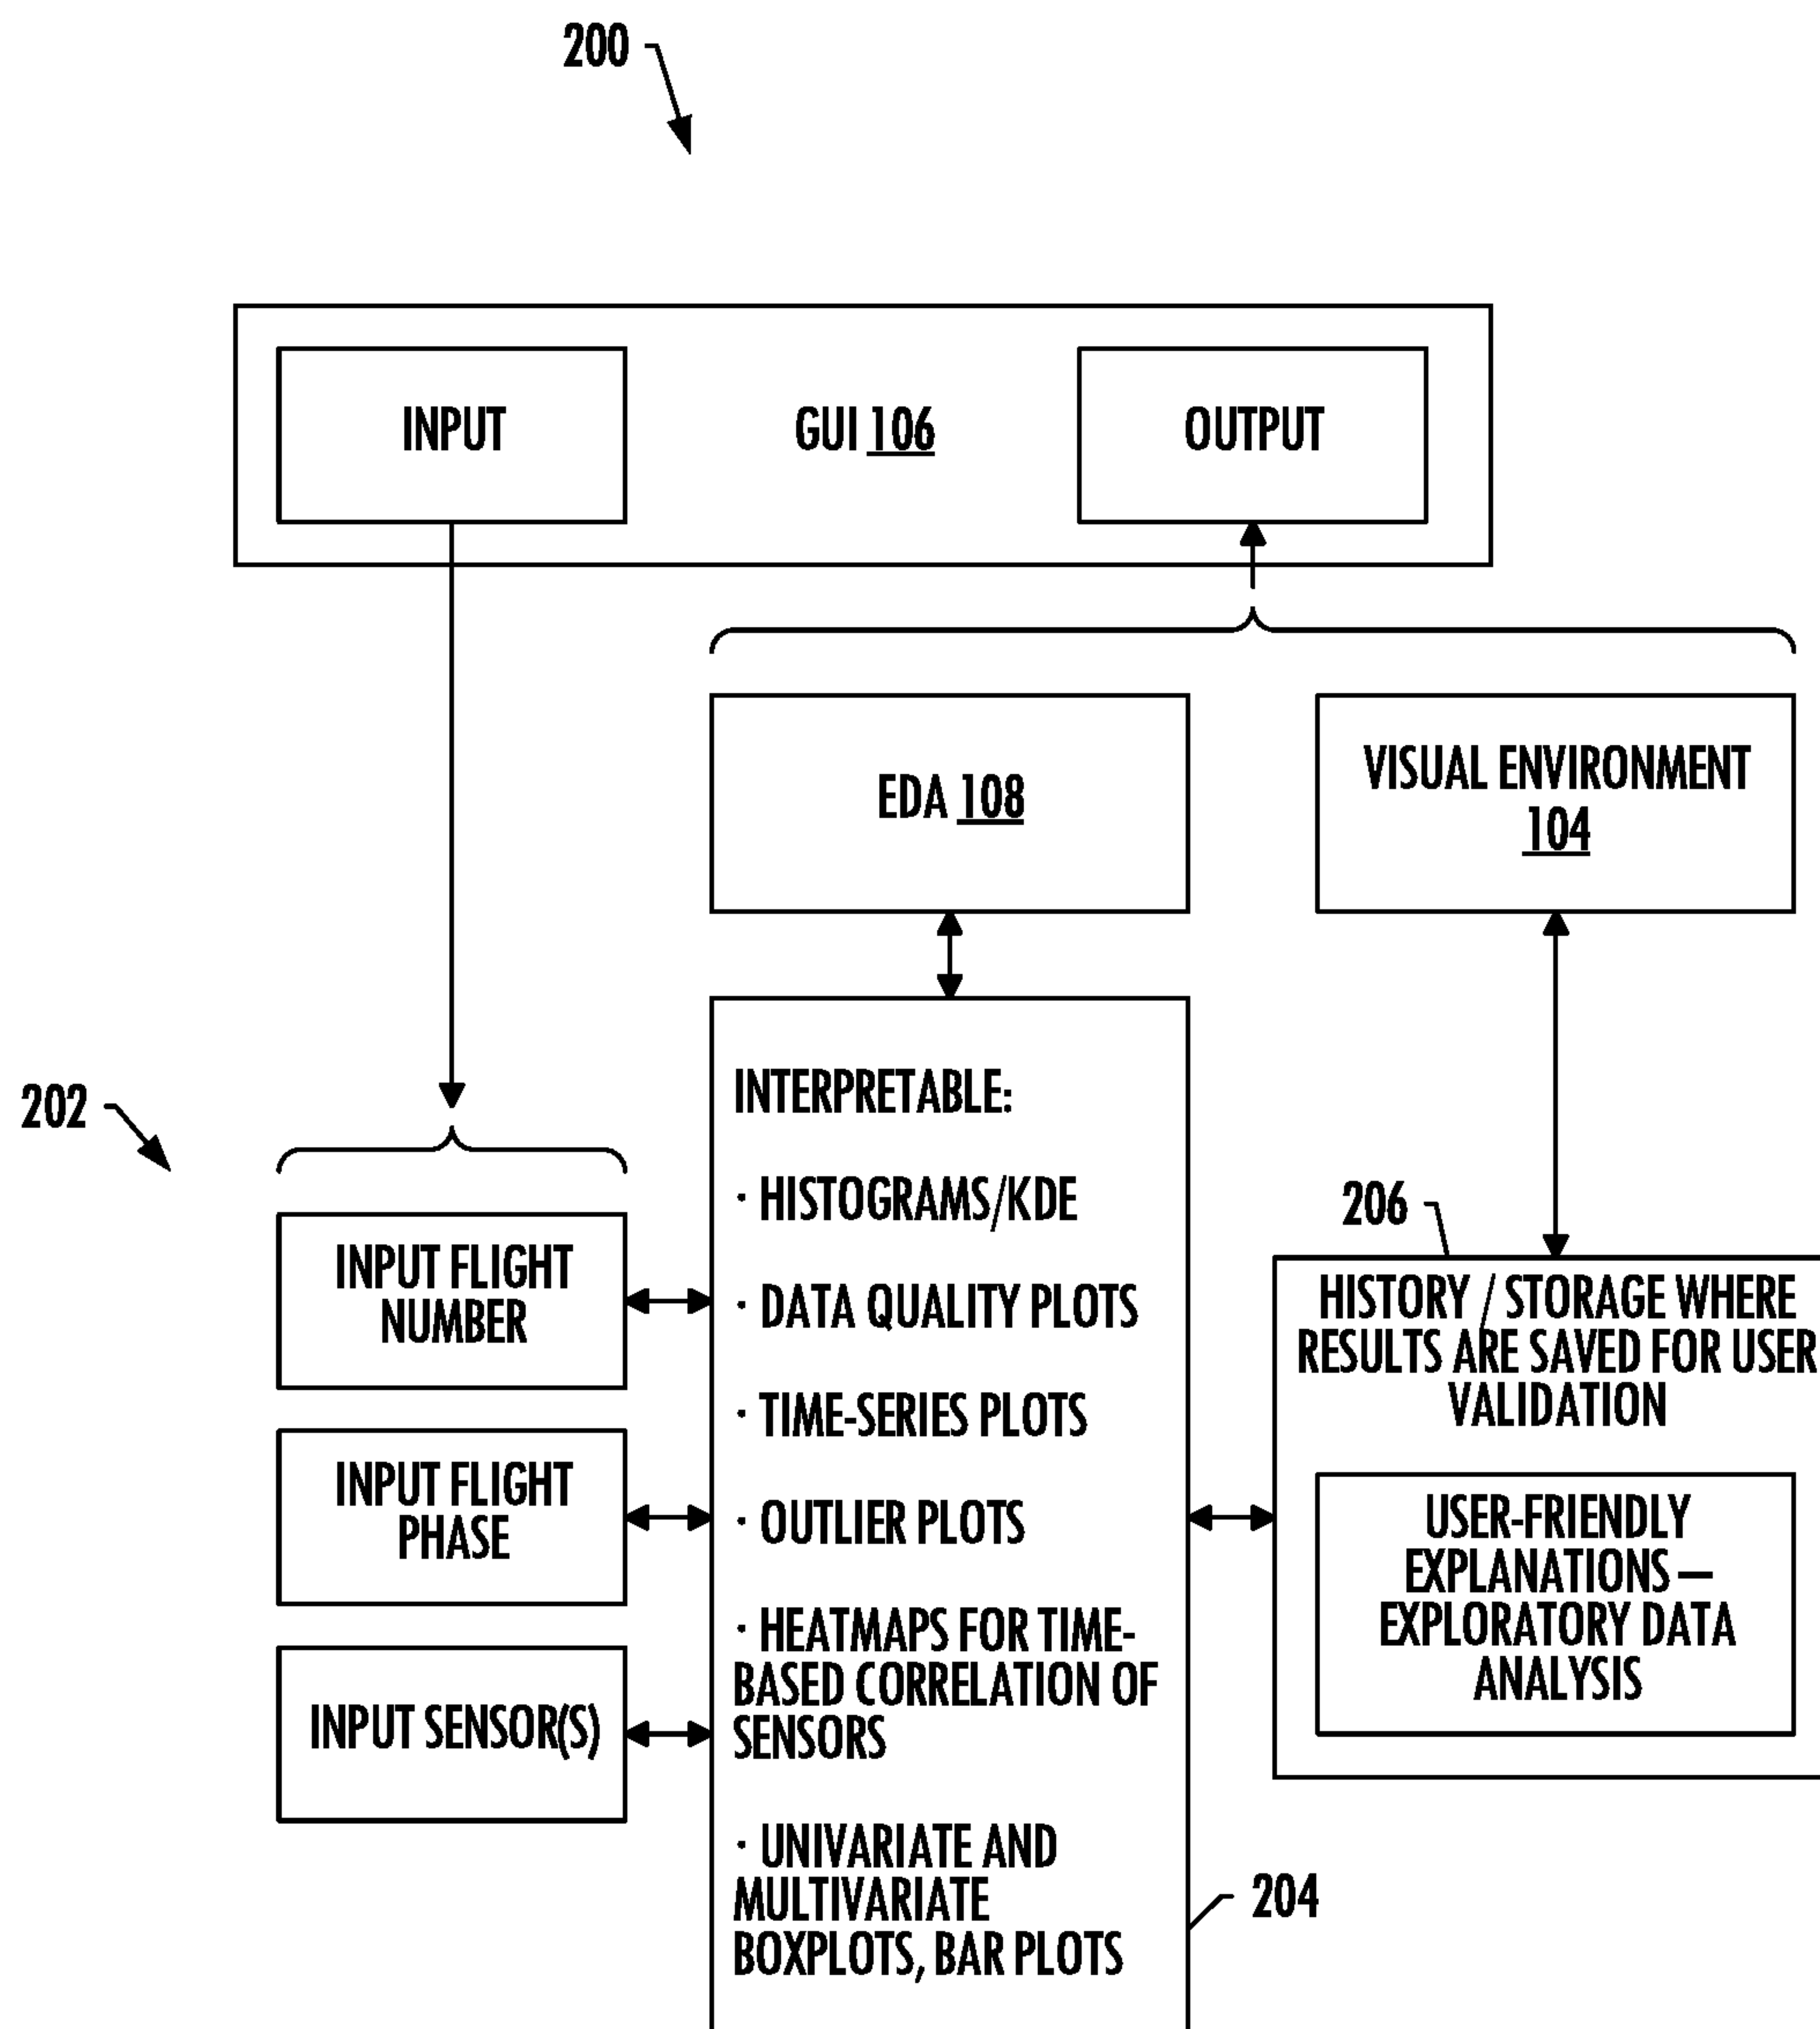 200
INPUT
GUI 106
OUTPUT
EDA 108
VISUAL ENVIRONMENT
104
202
INPUT FLIGHT
NUMBER
INPUT FLIGHT
PHASE
INPUT SENSOR(S)
INTERPRETABLE:
· HISTOGRAMS/KDE
· DATA QUALITY PLOTS
· TIME-SERIES PLOTS
· OUTLIER PLOTS
· HEATMAPS FOR TIME-
BASED CORRELATION OF
SENSORS
· UNIVARIATE AND
MULTIVARIATE
BOXPLOTS, BAR PLOTS
204
206
HISTORY / STORAGE WHERE
RESULTS ARE SAVED FOR USER
VALIDATION
USER-FRIENDLY
EXPLANATIONS—
EXPLORATORY DATA
ANALYSIS